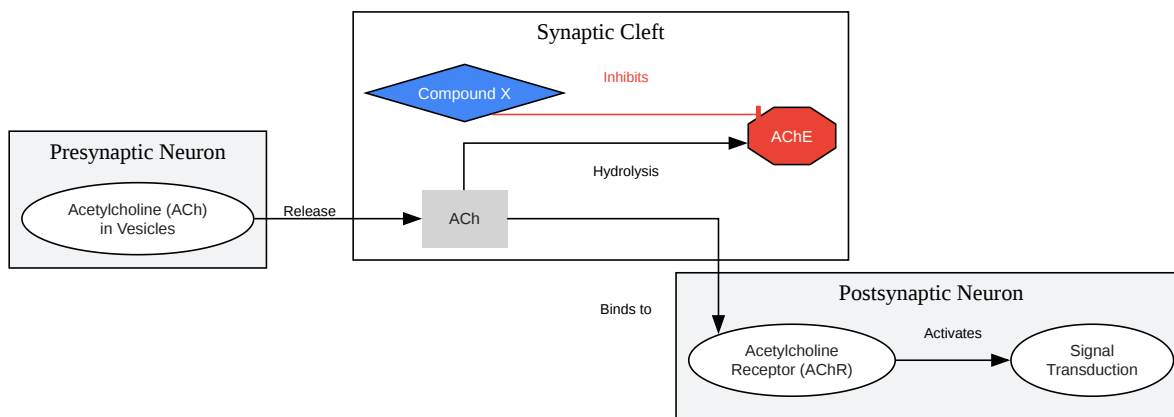 Synaptic Cleft
Compound X
Inhibits
AChE
Presynaptic Neuron
Hydrolysis
Acetylcholine (ACh)
in Vesicles
Release
ACh
Postsynaptic Neuron
Binds to
Acetylcholine
Receptor (AChR)
Activates
Signal
Transduction